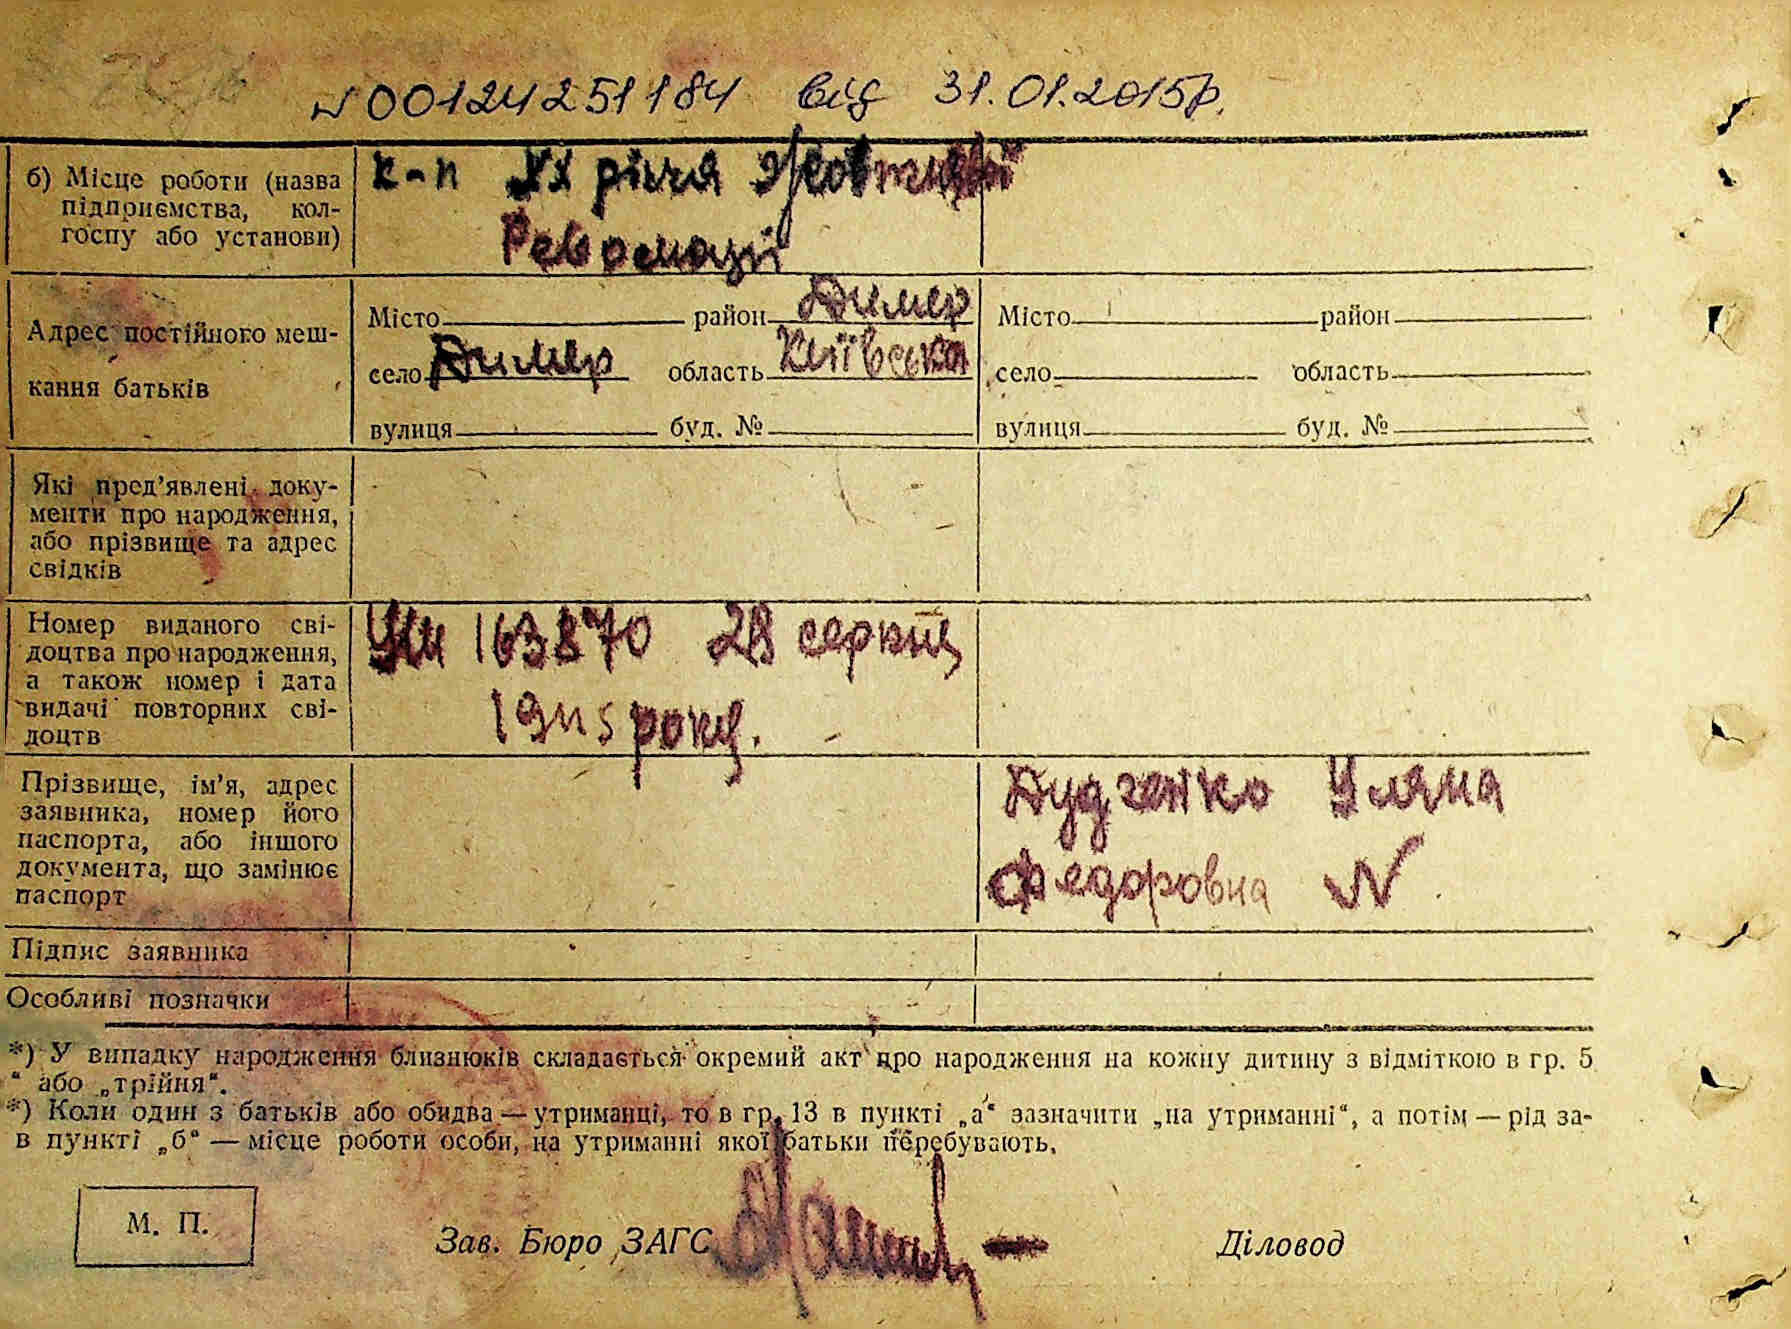 № 00124251184 від 31.01.2015р.
б) Місце роботи (назва підприємства, кол-
госпу або установи)
к-п ХХ річчя Жовтневої
Революції
Адрес постійного меш-
кання батьків
Місто район Димер
село Димер область Київська
вулиця буд. №
Місто район
село область
вулиця буд. №
Які пред’явлені доку-
менти про народження,
або прізвище та адрес
свідків
Номер виданого сві-
доцтва про народження,
а також номер і дата
видачі повторних сві-
доцтв
163870 28 серпня
1945 року.
Прізвище, ім’я, адрес
заявника, номер його
паспорта, або іншого
документа, що замінює
паспорт
Дудченко Уляна
Федоровна №
Підпис заявника
Особливі позначки
*) У випадку народження близнюків складається окремий акт про народження на кожну дитину з відміткою в гр. 5
“ або „трійня“.
*) Коли один з батьків або обидва — утриманці, то в гр. 13 в пункті „а“ зазначити „на утриманні“, а потім — рід за-
в пункті „б“ — місце роботи особи, на утриманні якої батьки перебувають.
М. П.
Зав. Бюро ЗАГС
Діловод